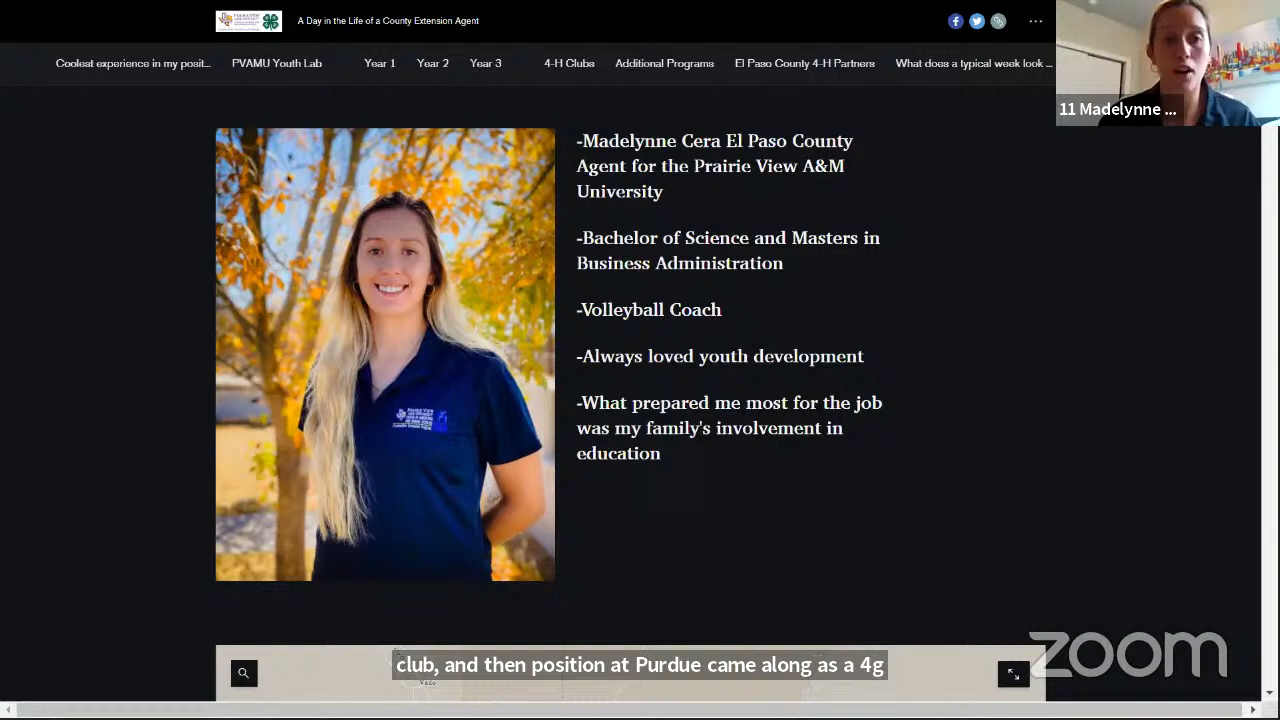 A Day in the Life of a County Extension Agent
Coolest experience in my posit...
PVAMU Youth Lab
Year 1
Year 2
Year 3
4-H Clubs
Additional Programs
El Paso County 4-H Partners
What does a typical week look ...
11 Madelynne ...
-Madelynne Cera El Paso County
Agent for the Prairie View A&M
University
-Bachelor of Science and Masters in
Business Administration
-Volleyball Coach
-Always loved youth development
-What prepared me most for the job
was my family's involvement in
education
club, and then position at Purdue came along as a 4g
Vado
zoom